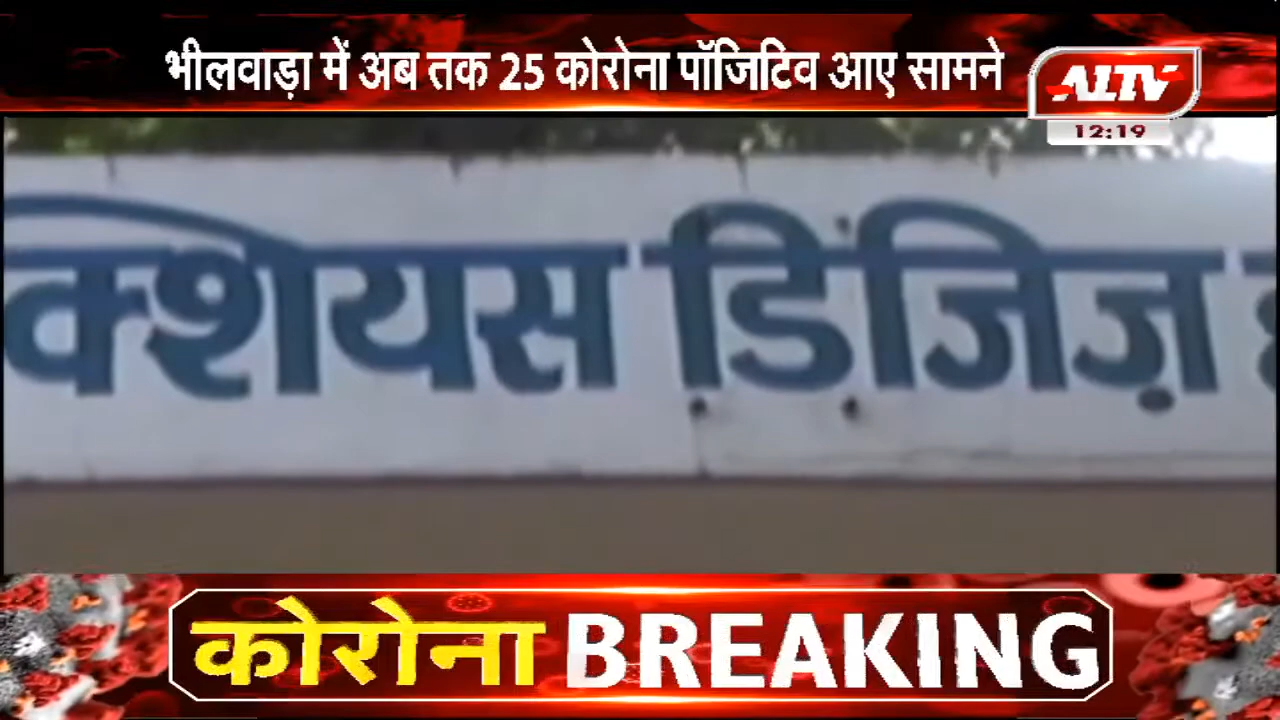 भीलवाड़ा में अब तक 25 कोरोना पॉजिटिव आए सामने
ALTV
12:19
क्शियस डिजिज़
कोरोना BREAKING